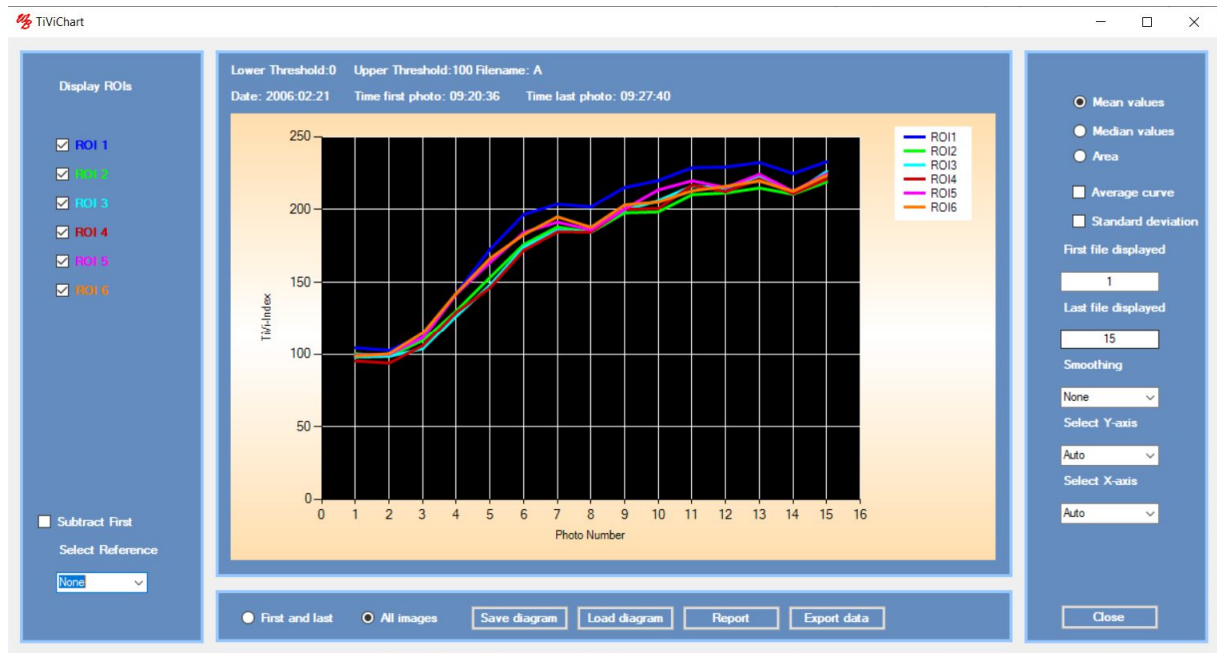 TiViChart
Display ROIs
ROI 1
ROI 2
ROI 3
ROI 4
ROI 5
ROI 6
Subtract First
Select Reference
None
Lower Threshold:0 Upper Threshold:100 Filename: A
Date: 2006:02:21 Time first photo: 09:20:36 Time last photo: 09:27:40
250
200
150
100
50
0
TiVi-Index
0 1 2 3 4 5 6 7 8 9 10 11 12 13 14 15 16
Photo Number
ROI1
ROI2
ROI3
ROI4
ROI5
ROI6
First and last All images Save diagram Load diagram Report Export data
Mean values
Median values
Area
Average curve
Standard deviation
First file displayed
1
Last file displayed
15
Smoothing
None
Select Y-axis
Auto
Select X-axis
Auto
Close